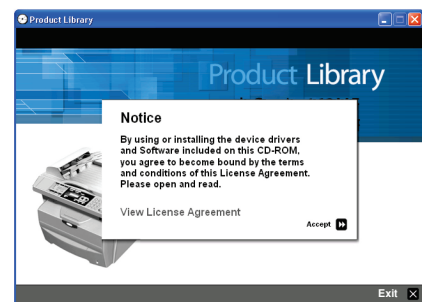 Product Library
Product Library
Notice
By using or installing the device drivers
and Software included on this CD-ROM,
you agree to become bound by the terms
and conditions of this License Agreement.
Please open and read.
View License Agreement
Accept
Exit